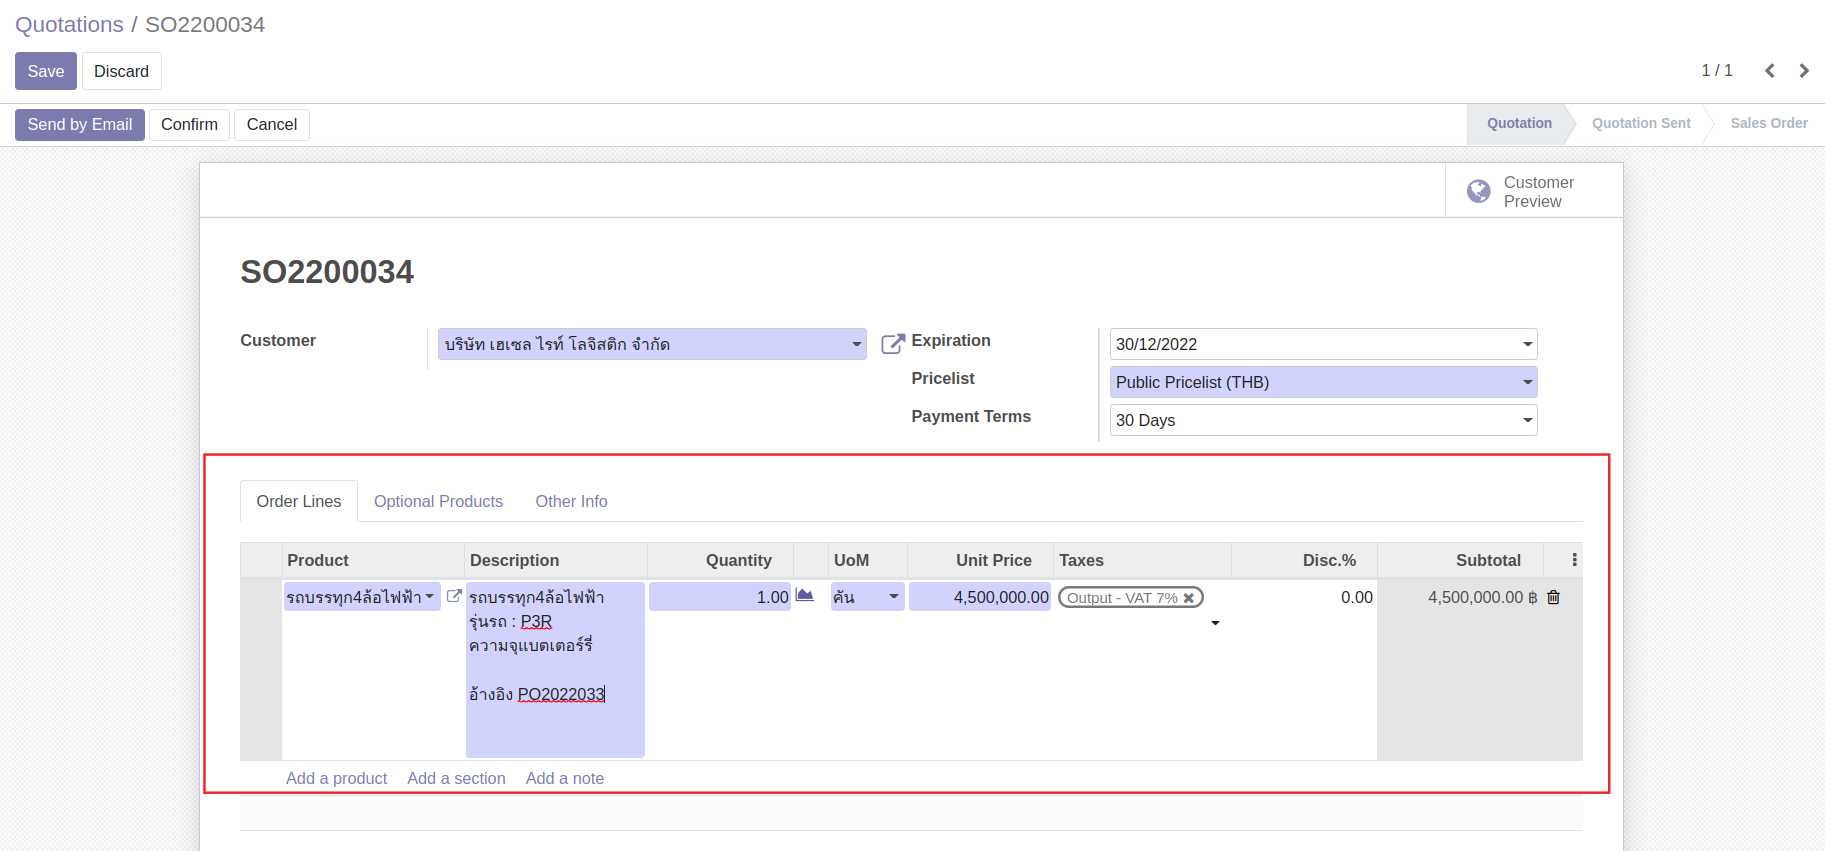 Quotations / SO2200034
Save Discard
1 / 1
Send by Email Confirm Cancel
Quotation Quotation Sent Sales Order
Customer
Preview
SO2200034
Customer บริษัท เฮเซล ไรท์ โลจิสติก จำกัด
Expiration 30/12/2022
Pricelist Public Pricelist (THB)
Payment Terms 30 Days
Order Lines Optional Products Other Info
Product Description Quantity UoM Unit Price Taxes Disc.% Subtotal
รถบรรทุก4ล้อไฟฟ้า รถบรรทุก4ล้อไฟฟ้า 1.00 คัน 4,500,000.00 Output - VAT 7% 0.00 4,500,000.00 ฿
รุ่นรถ : P3R
ความจุแบตเตอร์รี่
อ้างอิง PO2022033
Add a product Add a section Add a note